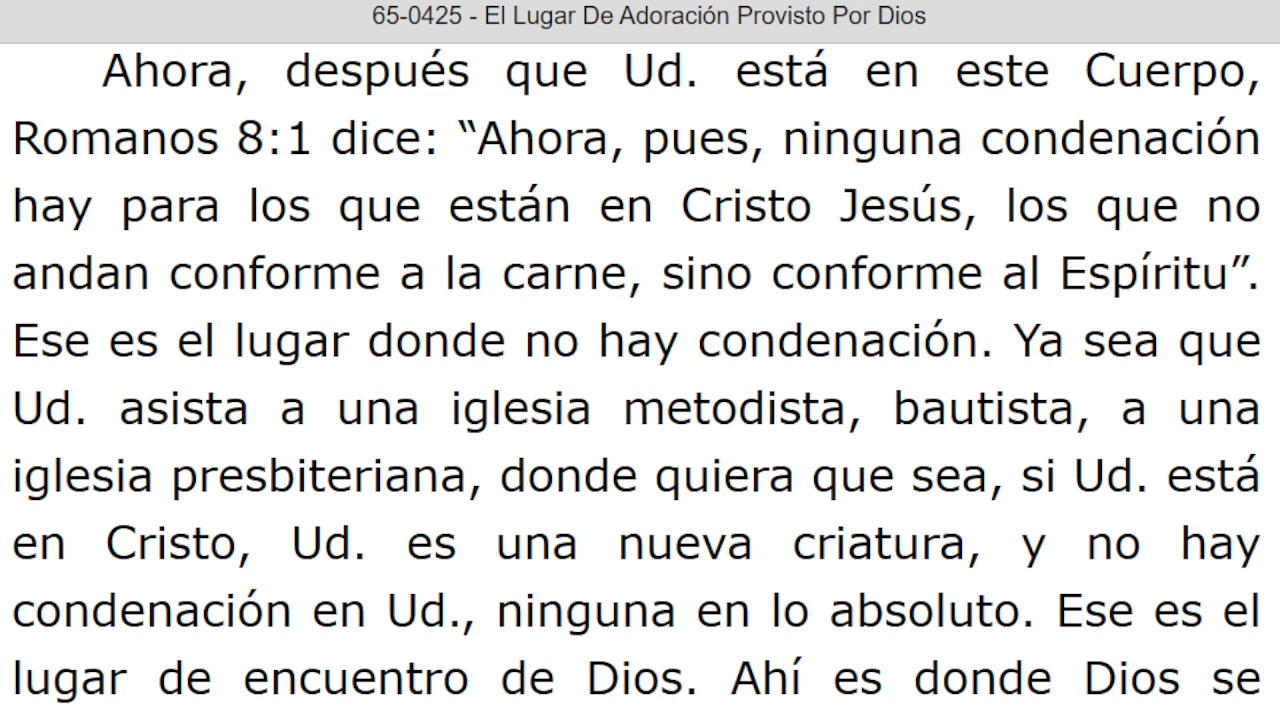 65-0425 - El Lugar De Adoración Provisto Por Dios
Ahora, después que Ud. está en este Cuerpo,
Romanos 8:1 dice: “Ahora, pues, ninguna condenación
hay para los que están en Cristo Jesús, los que no
andan conforme a la carne, sino conforme al Espíritu”.
Ese es el lugar donde no hay condenación. Ya sea que
Ud. asista a una iglesia metodista, bautista, a una
iglesia presbiteriana, donde quiera que sea, si Ud. está
en Cristo, Ud. es una nueva criatura, y no hay
condenación en Ud., ninguna en lo absoluto. Ese es el
lugar de encuentro de Dios. Ahí es donde Dios se